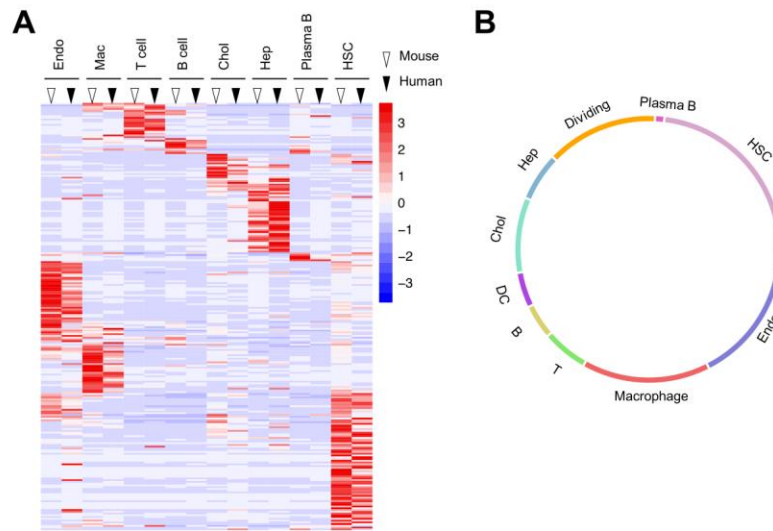 A
Endo
Mac
T cell
B cell
Chol
Hep
Plasma B
HSC
Mouse
Human
3
2
1
0
−1
−2
−3
B
Plasma B
HSC
Dividing
Hep
Chol
DC
B
T
Macrophage